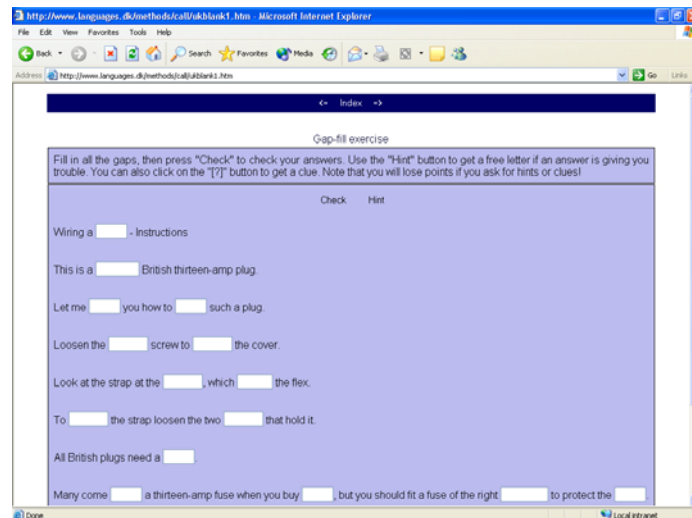 http://www.languages.dk/methods/call/ukblank1.htm - Microsoft Internet Explorer
File Edit View Favorites Tools Help
Back Search Favorites Media
Address http://www.languages.dk/methods/call/ukblank1.htm Go Links
<- Index ->
Gap-fill exercise
Fill in all the gaps, then press "Check" to check your answers. Use the "Hint" button to get a free letter if an answer is giving you
trouble. You can also click on the "[?]" button to get a clue. Note that you will lose points if you ask for hints or clues!
Check Hint
Wiring a - Instructions
This is a British thirteen-amp plug.
Let me you how to such a plug.
Loosen the screw to the cover.
Look at the strap at the , which the flex.
To the strap loosen the two that hold it.
All British plugs need a .
Many come a thirteen-amp fuse when you buy , but you should fit a fuse of the right to protect the .
Done Local intranet